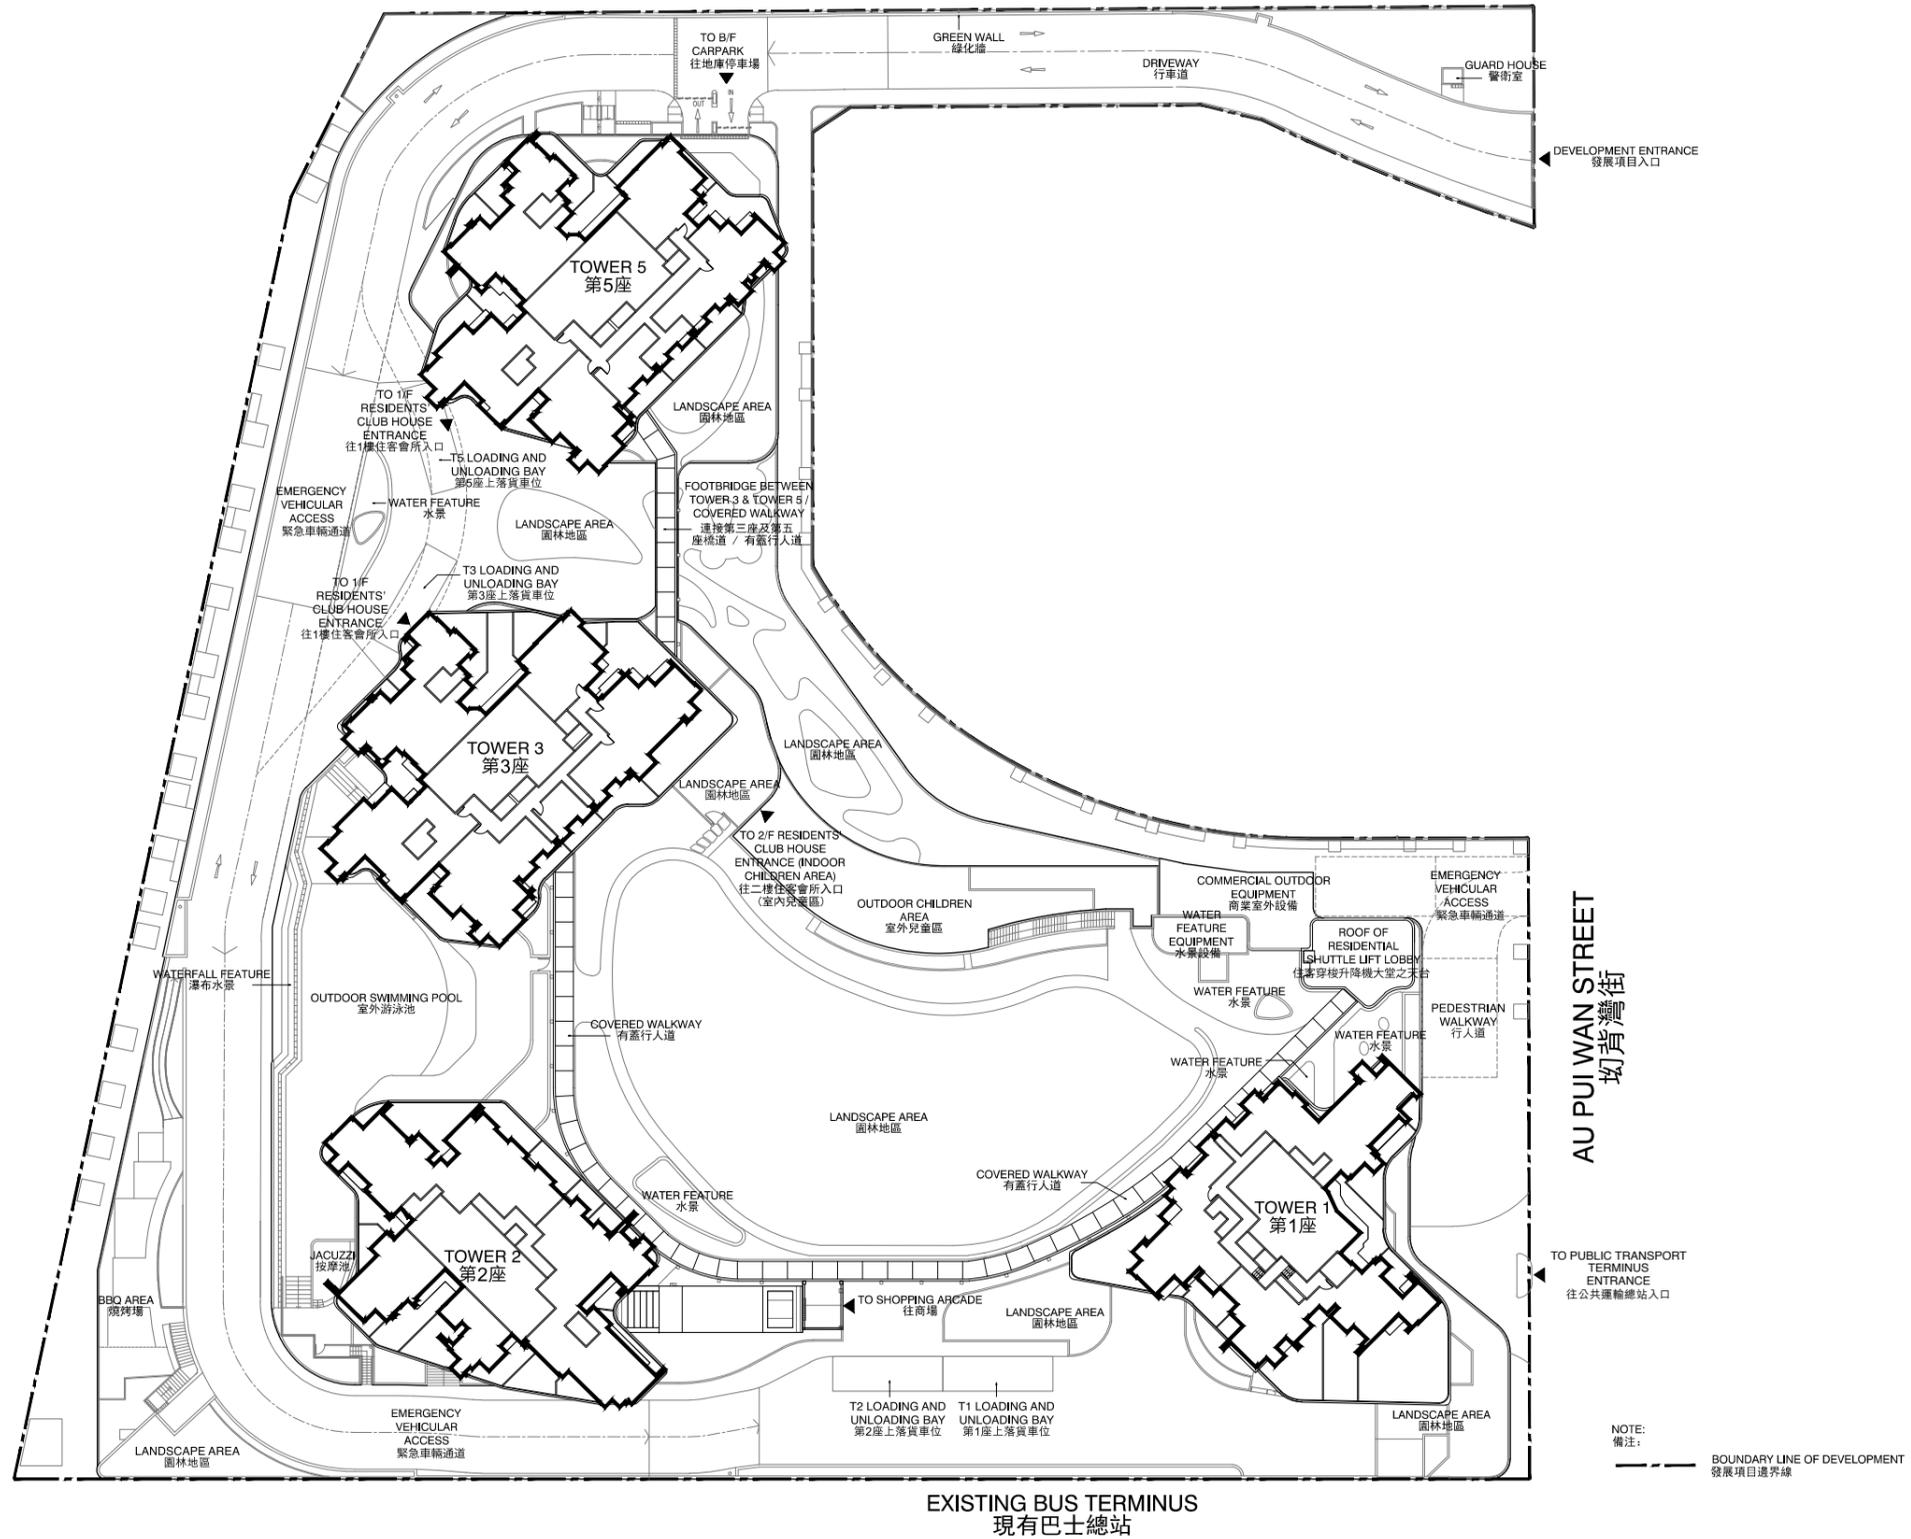 TO B/F
CARPARK
往地庫停車場
GREEN WALL
綠化牆
DRIVEWAY
行車道
GUARD HOUSE
警衛室
OUT
IN
DEVELOPMENT ENTRANCE
發展項目入口
TOWER 5
第5座
TO 1/F
RESIDENTS'
CLUB HOUSE
ENTRANCE
往1樓住客會所入口
LANDSCAPE AREA
園林地區
T5 LOADING AND
UNLOADING BAY
第5座上落貨車位
EMERGENCY
VEHICULAR
ACCESS
緊急車輛通道
WATER FEATURE
水景
LANDSCAPE AREA
園林地區
FOOTBRIDGE BETWEEN
TOWER 3 & TOWER 5 /
COVERED WALKWAY
連接第三座及第五
座橋道 / 有蓋行人道
T3 LOADING AND
UNLOADING BAY
第3座上落貨車位
TO 1/F
RESIDENTS'
CLUB HOUSE
ENTRANCE
往1樓住客會所入口
TOWER 3
第3座
LANDSCAPE AREA
園林地區
LANDSCAPE AREA
園林地區
TO 2/F RESIDENTS'
CLUB HOUSE
ENTRANCE (INDOOR
CHILDREN AREA)
往二樓住客會所入口
(室內兒童區)
OUTDOOR CHILDREN
AREA
室外兒童區
COMMERCIAL OUTDOOR
EQUIPMENT
商業室外設備
WATER
FEATURE
EQUIPMENT
水景設備
EMERGENCY
VEHICULAR
ACCESS
緊急車輛通道
ROOF OF
RESIDENTIAL
SHUTTLE LIFT LOBBY
住客穿梭升降機大堂之天台
WATERFALL FEATURE
瀑布水景
OUTDOOR SWIMMING POOL
室外游泳池
COVERED WALKWAY
有蓋行人道
WATER FEATURE
水景
PEDESTRIAN
WALKWAY
行人道
WATER FEATURE
水景
WATER FEATURE
水景
AU PUI WAN STREET
坳背灣街
LANDSCAPE AREA
園林地區
COVERED WALKWAY
有蓋行人道
WATER FEATURE
水景
TOWER 1
第1座
TOWER 2
第2座
JACUZZI
按摩池
BBQ AREA
燒烤場
TO SHOPPING ARCADE
往商場
LANDSCAPE AREA
園林地區
TO PUBLIC TRANSPORT
TERMINUS
ENTRANCE
往公共運輸總站入口
T2 LOADING AND
UNLOADING BAY
第2座上落貨車位
T1 LOADING AND
UNLOADING BAY
第1座上落貨車位
EMERGENCY
VEHICULAR
ACCESS
緊急車輛通道
LANDSCAPE AREA
園林地區
LANDSCAPE AREA
園林地區
NOTE:
備注:
BOUNDARY LINE OF DEVELOPMENT
發展項目邊界線
EXISTING BUS TERMINUS
現有巴士總站